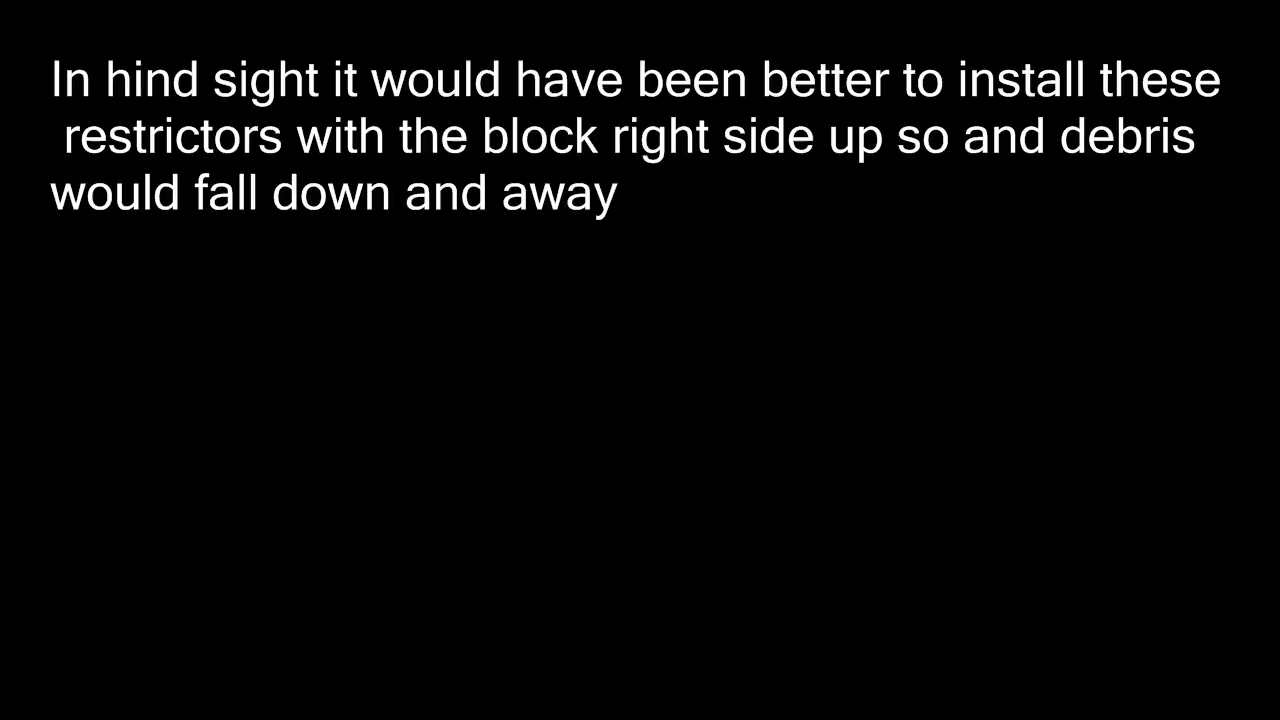 In hind sight it would have been better to install these
restrictors with the block right side up so and debris
would fall down and away